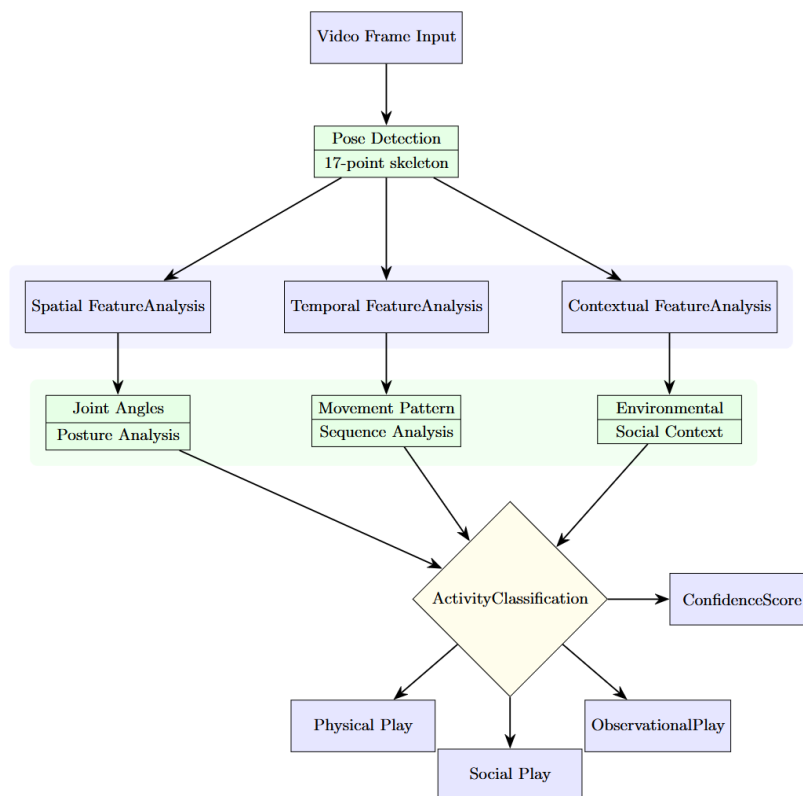 Video Frame Input
Pose Detection
17-point skeleton
Spatial FeatureAnalysis
Temporal FeatureAnalysis
Contextual FeatureAnalysis
Joint Angles
Posture Analysis
Movement Pattern
Sequence Analysis
Environmental
Social Context
ActivityClassification
ConfidenceScore
Physical Play
Social Play
ObservationalPlay